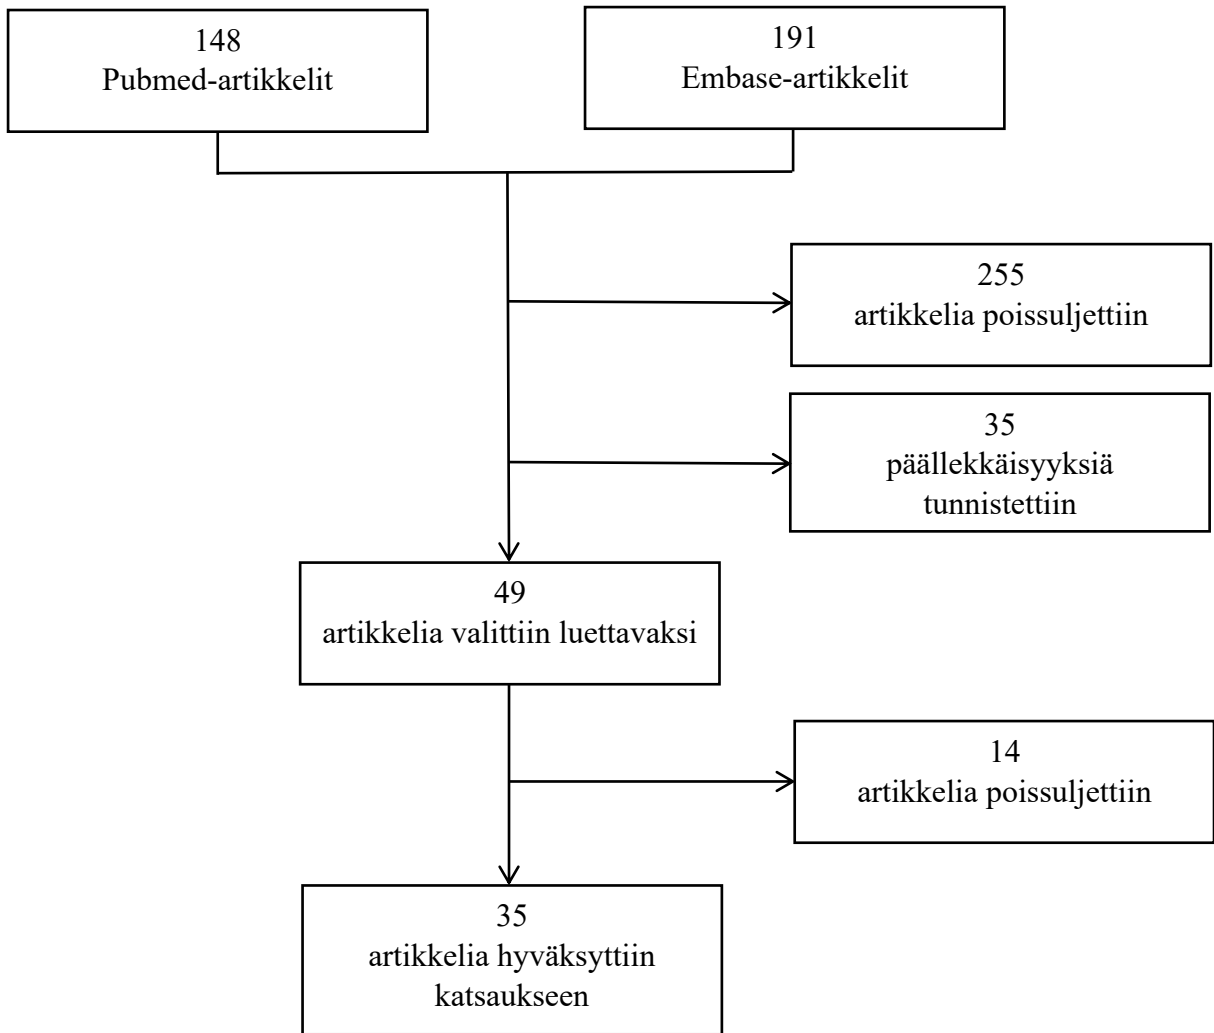 148
Pubmed-artikkelit
191
Embase-artikkelit
255
artikkelia poissuljettiin
35
päällekkäisyyksiä
tunnistettiin
49
artikkelia valittiin luettavaksi
14
artikkelia poissuljettiin
35
artikkelia hyväksyttiin
katsaukseen